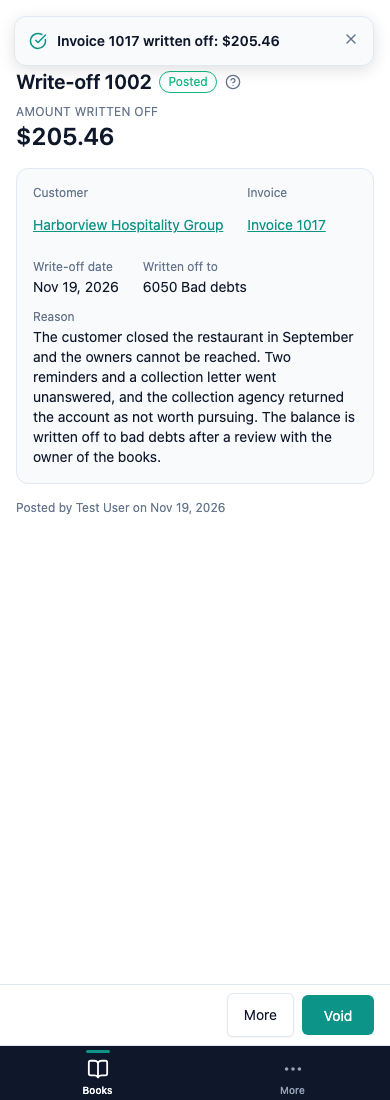 Invoice 1017 written off: $205.46
Write-off 1002 Posted
AMOUNT WRITTEN OFF
$205.46
Customer Invoice
Harborview Hospitality Group Invoice 1017
Write-off date Written off to
Nov 19, 2026 6050 Bad debts
Reason
The customer closed the restaurant in September
and the owners cannot be reached. Two
reminders and a collection letter went
unanswered, and the collection agency returned
the account as not worth pursuing. The balance is
written off to bad debts after a review with the
owner of the books.
Posted by Test User on Nov 19, 2026
More Void
Books More